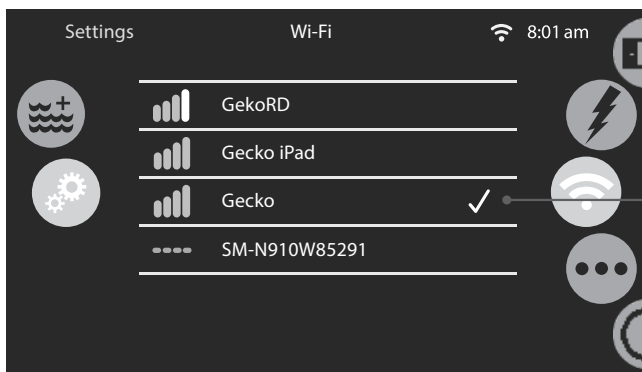 Settings Wi-Fi 8:01 am
GekoRD
Gecko iPad
Gecko
SM-N910W85291